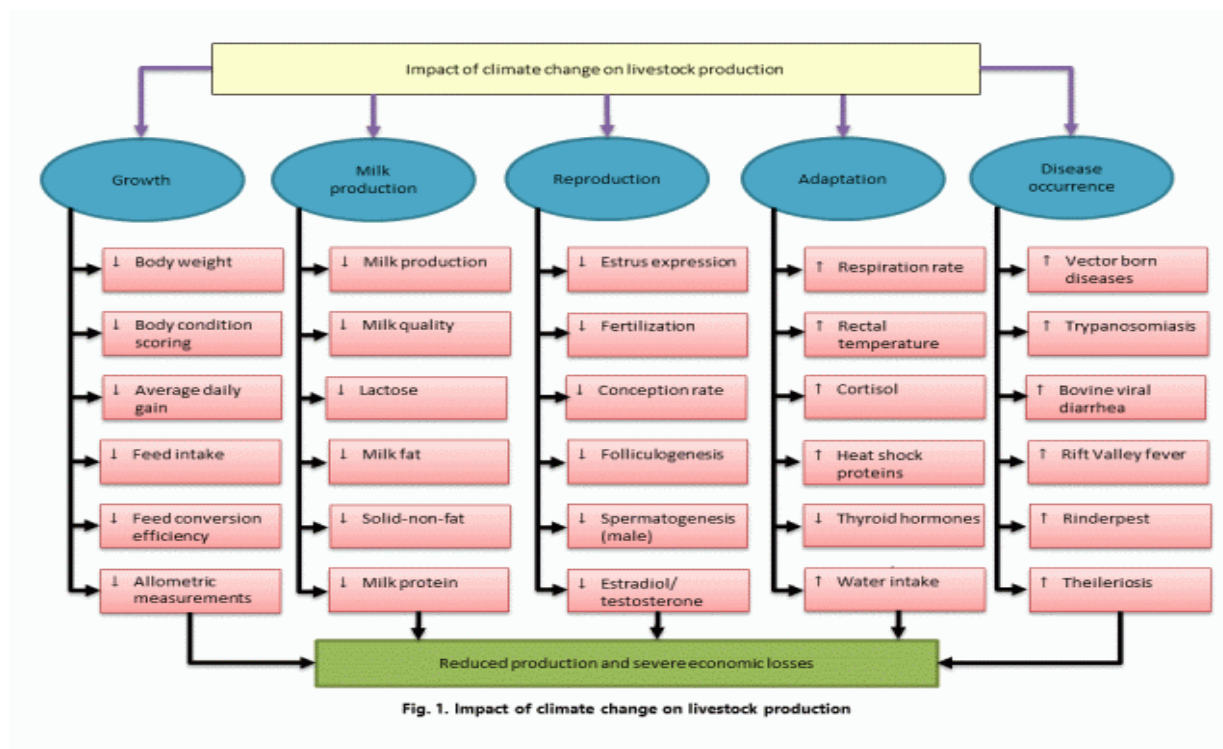 Impact of climate change on livestock production
Growth
Milk
production
Reproduction
Adaptation
Disease
occurrence
↓ Body weight
↓ Body condition
scoring
↓ Average daily
gain
↓ Feed intake
↓ Feed conversion
efficiency
↓ Allometric
measurements
↓ Milk production
↓ Milk quality
↓ Lactose
↓ Milk fat
↓ Solid-non-fat
↓ Milk protein
↓ Estrus expression
↓ Fertilization
↓ Conception rate
↓ Folliculogenesis
↓ Spermatogenesis
(male)
↓ Estradiol/
testosterone
↑ Respiration rate
↑ Rectal
temperature
↑ Cortisol
↑ Heat shock
proteins
↓ Thyroid hormones
↑ Water intake
↑ Vector born
diseases
↑ Trypanosomiasis
↑ Bovine viral
diarrhea
↑ Rift Valley fever
↑ Rinderpest
↑ Theileriosis
Reduced production and severe economic losses
Fig. 1. Impact of climate change on livestock production